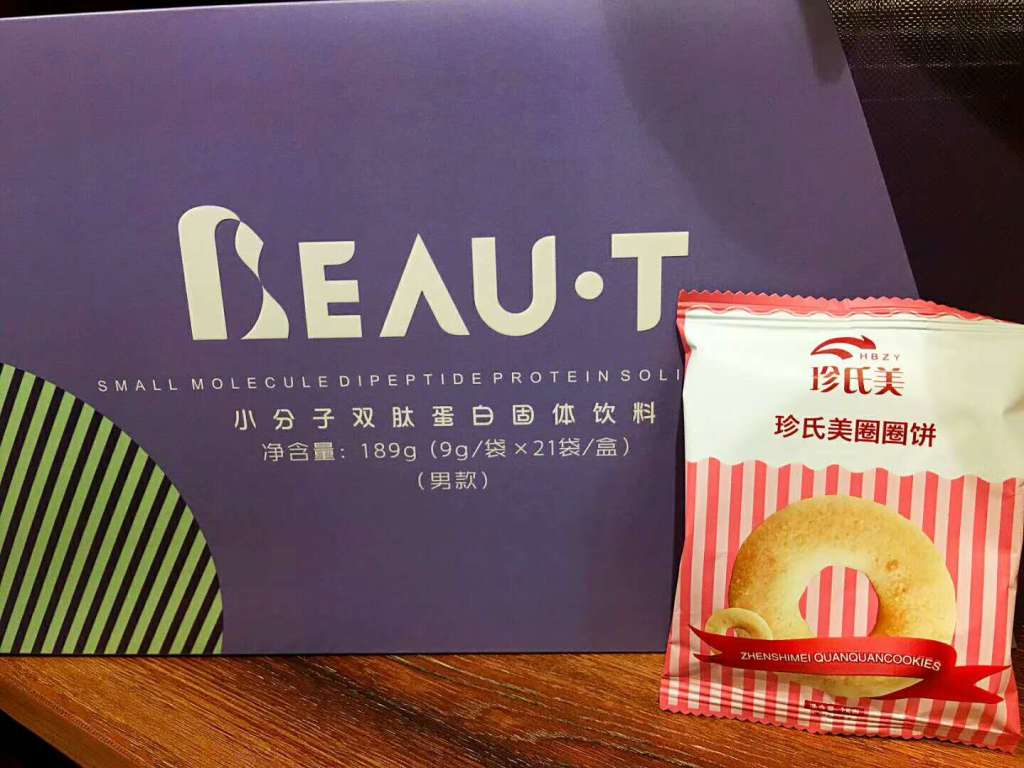 BEAU·T
SMALL MOLECULE DIPEPTIDE PROTEIN SOLI
小分子双肽蛋白固体饮料
净含量：189g（9g/袋×21袋/盒）
（男款）
HBZY
珍氏美
珍氏美圈圈饼
ZHENSHIMEI QUANQUANCOOKIES